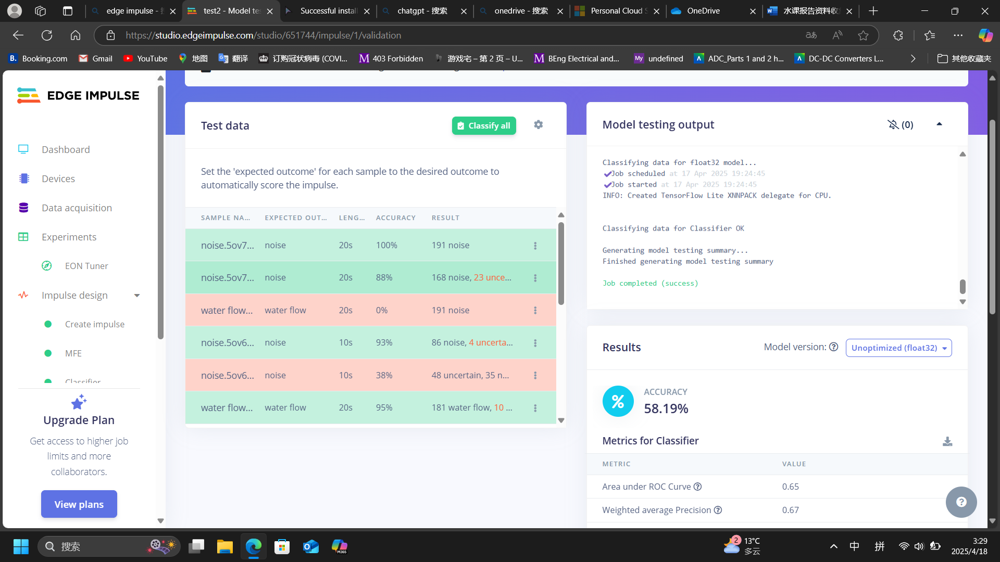 edge impulse - 搜
test2 - Model tes
Successful install
chatgpt - 搜索
onedrive - 搜索
Personal Cloud S
OneDrive
水课报告资料收
https://studio.edgeimpulse.com/studio/651744/impulse/1/validation
Booking.com
Gmail
YouTube
地图
翻译
订购冠状病毒 (COVI...
403 Forbidden
游戏宅 – 第 2 页 – U...
BEng Electrical and...
undefined
ADC_Parts 1 and 2 h...
DC-DC Converters L...
其他收藏夹
EDGE IMPULSE
Dashboard
Devices
Data acquisition
Experiments
EON Tuner
Impulse design
Create impulse
MFE
Classifier
Upgrade Plan
Get access to higher job
limits and more
collaborators.
View plans
Test data
Classify all
Set the 'expected outcome' for each sample to the desired outcome to
automatically score the impulse.
SAMPLE NA... EXPECTED OUT... LENG... ACCURACY RESULT
noise.5ov7... noise 20s 100% 191 noise
noise.5ov7... noise 20s 88% 168 noise, 23 unce...
water flow... water flow 20s 0% 191 noise
noise.5ov6... noise 10s 93% 86 noise, 4 uncerta...
noise.5ov6... noise 10s 38% 48 uncertain, 35 n...
water flow... water flow 20s 95% 181 water flow, 10 ...
Model testing output
(0)
Classifying data for float32 model...
Job scheduled at 17 Apr 2025 19:24:45
Job started at 17 Apr 2025 19:24:45
INFO: Created TensorFlow Lite XNNPACK delegate for CPU.
Classifying data for Classifier OK
Generating model testing summary...
Finished generating model testing summary
Job completed (success)
Results
Model version: Unoptimized (float32)
%
ACCURACY
58.19%
Metrics for Classifier
METRIC VALUE
Area under ROC Curve 0.65
Weighted average Precision 0.67
搜索
M365
2
13°C
多云
中
拼
3:29
2025/4/18